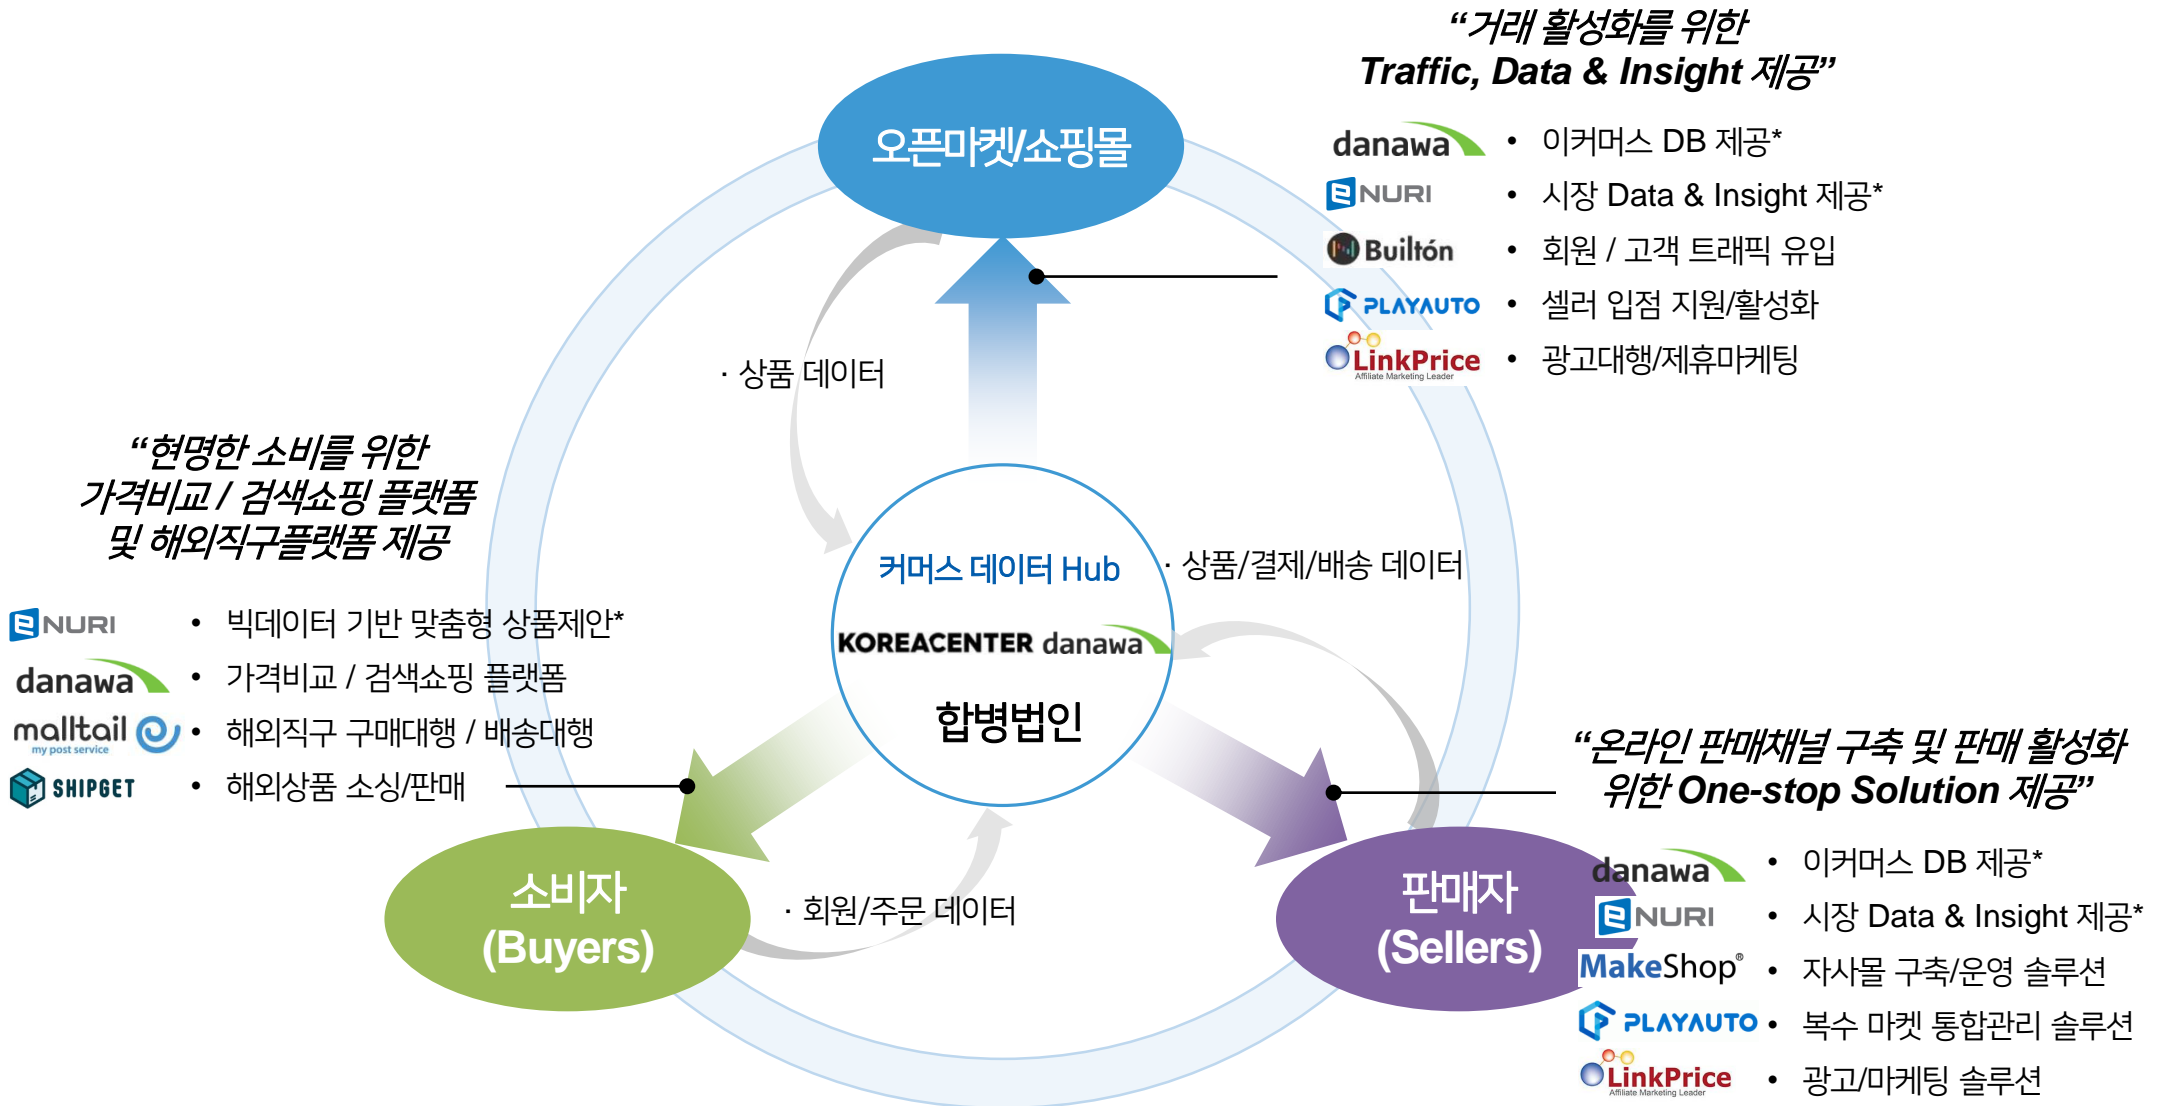 “거래 활성화를 위한
Traffic, Data & Insight 제공”
오픈마켓/쇼핑몰
danawa • 이커머스 DB 제공*
eNURI • 시장 Data & Insight 제공*
Builtón • 회원 / 고객 트래픽 유입
PLAYAUTO • 셀러 입점 지원/활성화
LinkPrice • 광고대행/제휴마케팅
Affiliate Marketing Leader
· 상품 데이터
“현명한 소비를 위한
가격비교 / 검색쇼핑 플랫폼
및 해외직구플랫폼 제공
eNURI • 빅데이터 기반 맞춤형 상품제안*
danawa • 가격비교 / 검색쇼핑 플랫폼
malltail • 해외직구 구매대행 / 배송대행
my post service
SHIPGET • 해외상품 소싱/판매
커머스 데이터 Hub
KOREACENTER danawa
합병법인
· 상품/결제/배송 데이터
“온라인 판매채널 구축 및 판매 활성화
위한 One-stop Solution 제공”
소비자
(Buyers)
· 회원/주문 데이터
판매자
(Sellers)
danawa • 이커머스 DB 제공*
eNURI • 시장 Data & Insight 제공*
MakeShop® • 자사몰 구축/운영 솔루션
PLAYAUTO • 복수 마켓 통합관리 솔루션
LinkPrice • 광고/마케팅 솔루션
Affiliate Marketing Leader